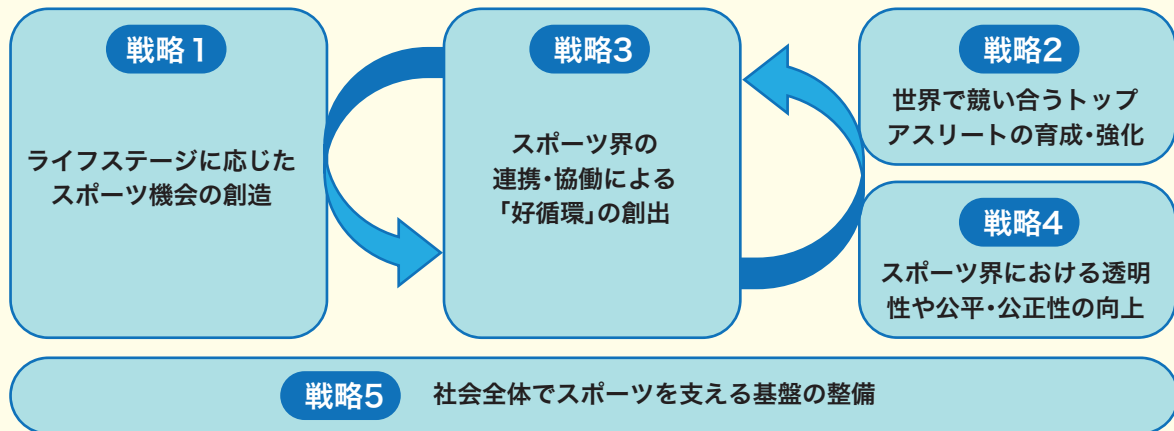 戦略1
ライフステージに応じた
スポーツ機会の創造
戦略3
スポーツ界の
連携・協働による
「好循環」の創出
戦略2
世界で競い合うトップ
アスリートの育成・強化
戦略4
スポーツ界における透明
性や公平・公正性の向上
戦略5 社会全体でスポーツを支える基盤の整備